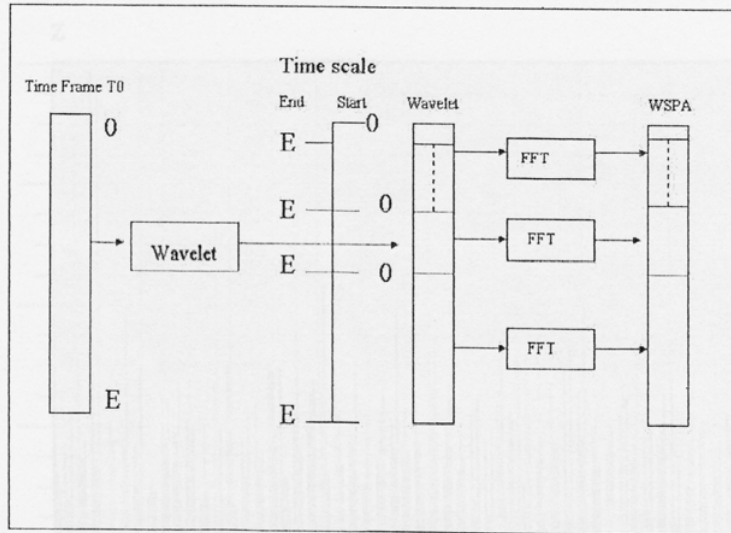 Time scale
Time Frame T0
End Start Wavelet WSPA
0
0
E
FFT
E 0
Wavelet
FFT
E 0
FFT
E
E